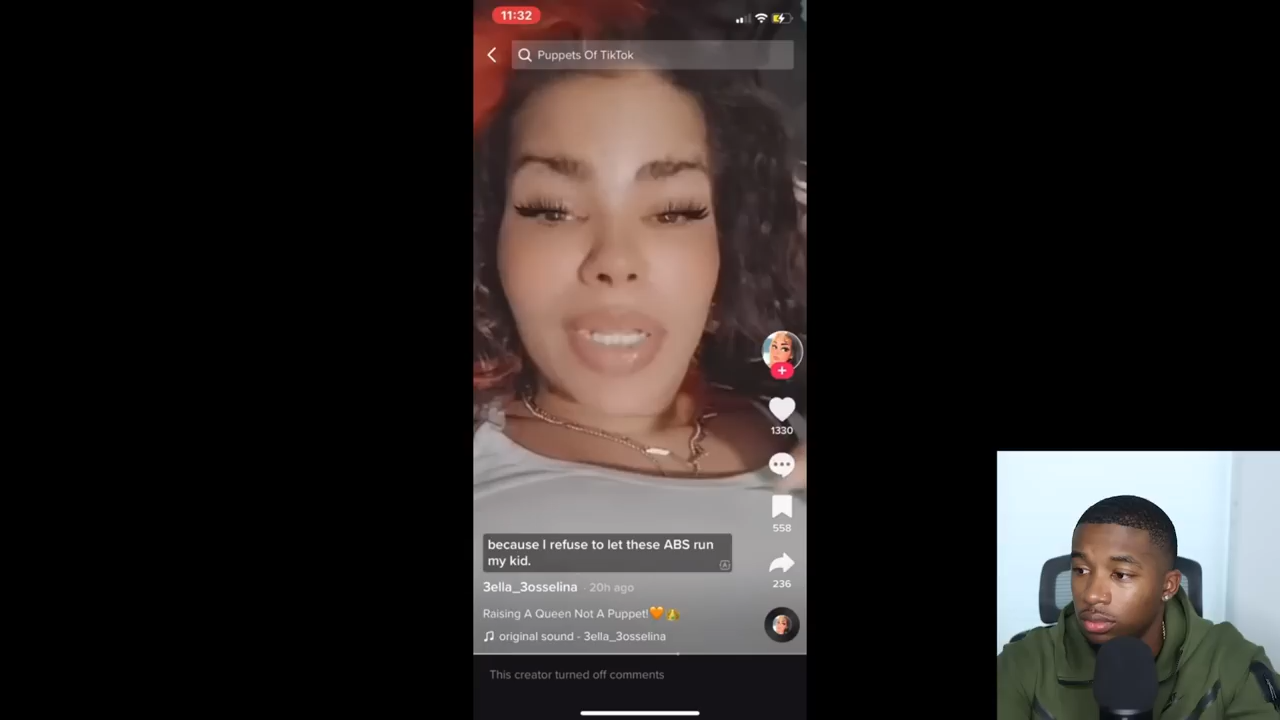 11:32
Puppets Of TikTok
1330
558
because I refuse to let these ABS run
my kid.
236
3ella_3osselina · 20h ago
Raising A Queen Not A Puppet!🧡
original sound - 3ella_3osselina
This creator turned off comments